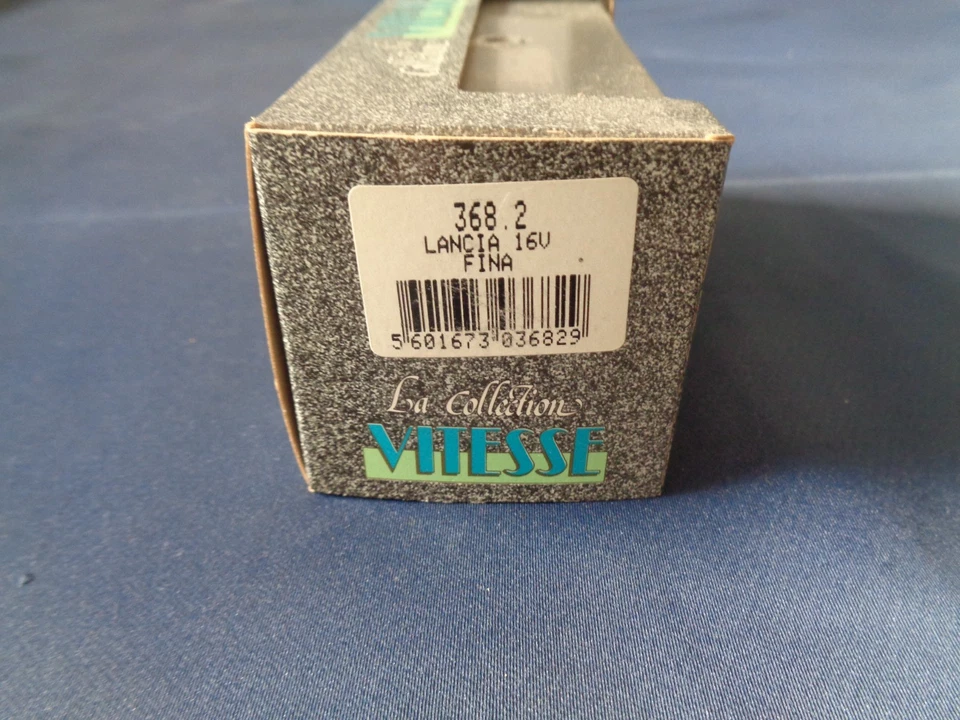 368.2
LANCIA 16V
FINA
5 601673 036829
La Collection
VITESSE